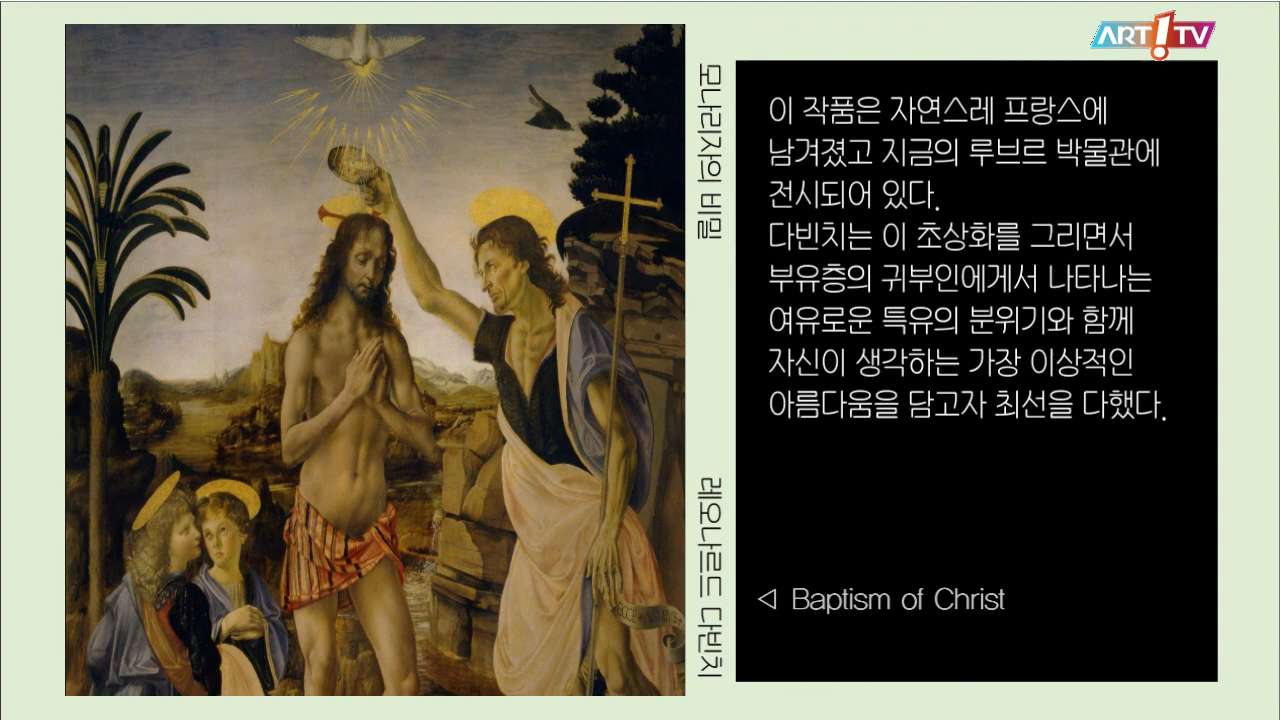 ART!TV
모나리자의 비밀
레오나르드 다빈치
이 작품은 자연스레 프랑스에
남겨졌고 지금의 루브르 박물관에
전시되어 있다.
다빈치는 이 초상화를 그리면서
부유층의 귀부인에게서 나타나는
여유로운 특유의 분위기와 함께
자신이 생각하는 가장 이상적인
아름다움을 담고자 최선을 다했다.
◁ Baptism of Christ